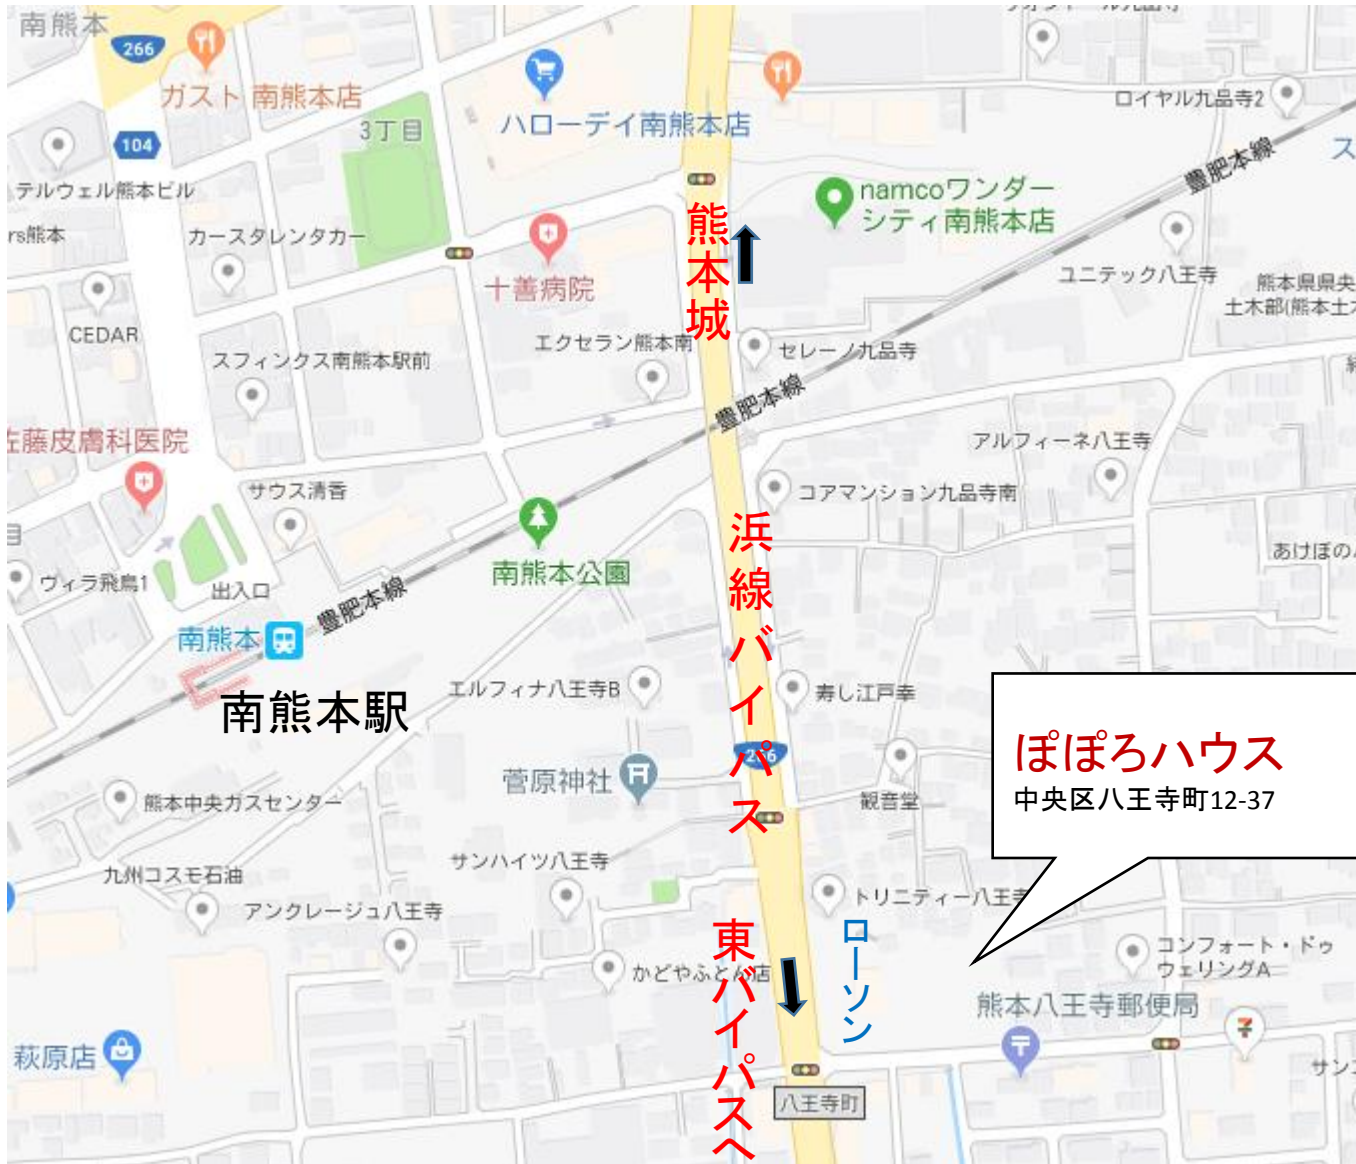 南熊本
266
ガスト 南熊本店
ハローデイ南熊本店
ロイヤル九品寺2
3丁目
104
テルウェル熊本ビル
豊肥本線
ス
namcoワンダー
シティ南熊本店
rs熊本
カースタレンタカー
十善病院
熊本城
ユニテック八王寺
熊本県県央
土木部(熊本土木
CEDAR
スフィンクス南熊本駅前
エクセラン熊本南
セレーノ九品寺
豊肥本線
佐藤皮膚科医院
アルフィーネ八王寺
サウス清香
コアマンション九品寺南
浜線バイパス
目
ヴィラ飛鳥1
出入口
豊肥本線
南熊本公園
あけぼの
南熊本
南熊本駅
エルフィナ八王寺B
寿し江戸幸
ぽぽろハウス
中央区八王寺町12-37
菅原神社
266
観音堂
熊本中央ガスセンター
サンハイツ八王寺
九州コスモ石油
アンクレージュ八王寺
トリニティー八王寺
ローソン
東バイパスへ
かどやふとん店
コンフォート・ドゥ
ウェリングA
熊本八王寺郵便局
萩原店
サン
八王寺町